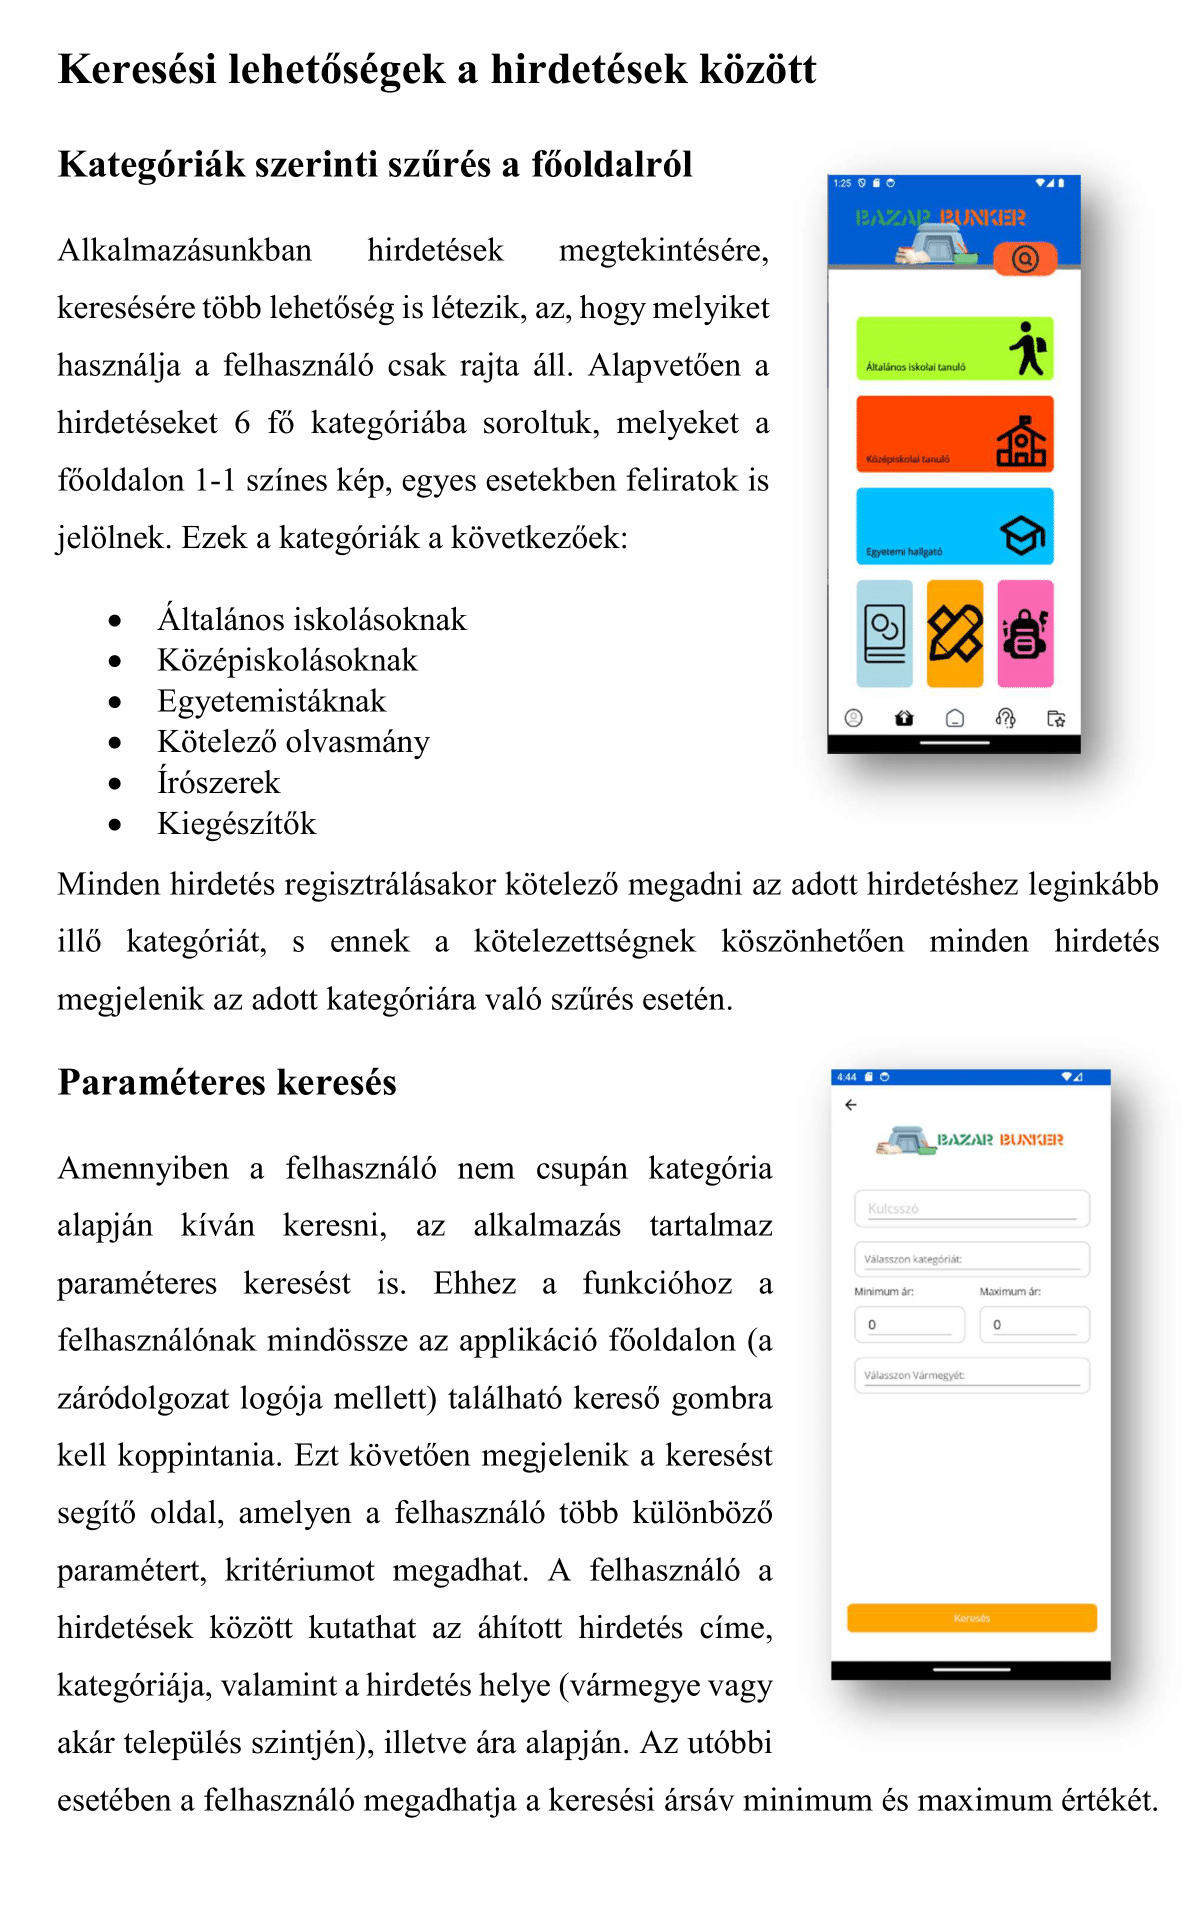 Keresési lehetőségek a hirdetések között
Kategóriák szerinti szűrés a főoldalról
Alkalmazásunkban hirdetések megtekintésére,
keresésére több lehetőség is létezik, az, hogy melyiket
használja a felhasználó csak rajta áll. Alapvetően a
hirdetéseket 6 fő kategóriába soroltuk, melyeket a
főoldalon 1-1 színes kép, egyes esetekben feliratok is
jelölnek. Ezek a kategóriák a következőek:
• Általános iskolásoknak
• Középiskolásoknak
• Egyetemistáknak
• Kötelező olvasmány
• Írószerek
• Kiegészítők
1:25
BAZAR BUNKER
Általános iskolai tanuló
Középiskolai tanuló
Egyetemi hallgató
Minden hirdetés regisztrálásakor kötelező megadni az adott hirdetéshez leginkább
illő kategóriát, s ennek a kötelezettségnek köszönhetően minden hirdetés
megjelenik az adott kategóriára való szűrés esetén.
Paraméteres keresés
Amennyiben a felhasználó nem csupán kategória
alapján kíván keresni, az alkalmazás tartalmaz
paraméteres keresést is. Ehhez a funkcióhoz a
felhasználónak mindössze az applikáció főoldalon (a
záródolgozat logója mellett) található kereső gombra
kell koppintania. Ezt követően megjelenik a keresést
segítő oldal, amelyen a felhasználó több különböző
paramétert, kritériumot megadhat. A felhasználó a
hirdetések között kutathat az áhított hirdetés címe,
kategóriája, valamint a hirdetés helye (vármegye vagy
akár település szintjén), illetve ára alapján. Az utóbbi
esetében a felhasználó megadhatja a keresési ársáv minimum és maximum értékét.
4:44
BAZAR BUNKER
Kulcsszó
Válasszon kategóriát:
Minimum ár: Maximum ár:
0 0
Válasszon Vármegyét:
Keresés